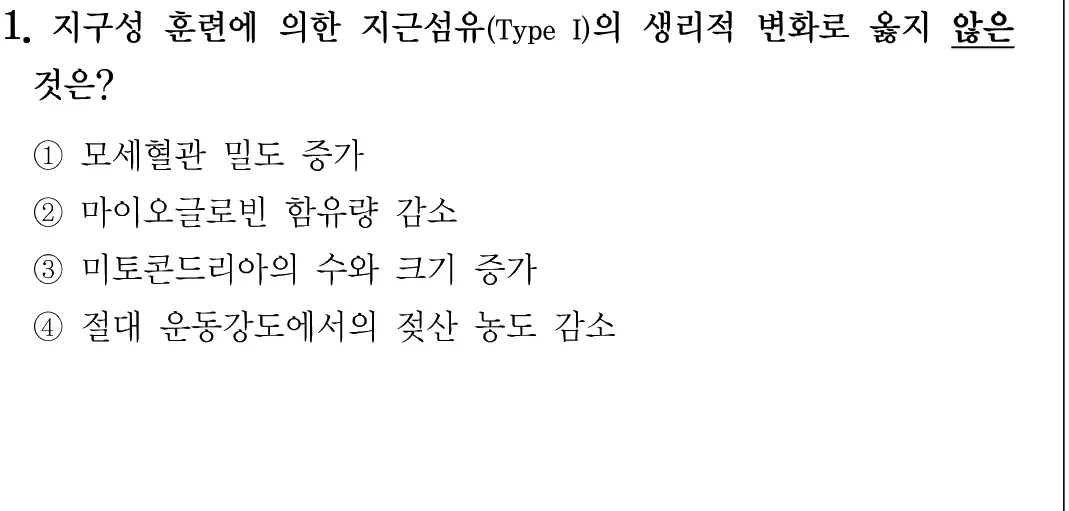 1. 지구성 훈련에 의한 지근섬유(Type I)의 생리적 변화로 옳지 않은
것은?
① 모세혈관 밀도 증가
② 마이오글로빈 함유량 감소
③ 미토콘드리아의 수와 크기 증가
④ 절대 운동강도에서의 젖산 농도 감소